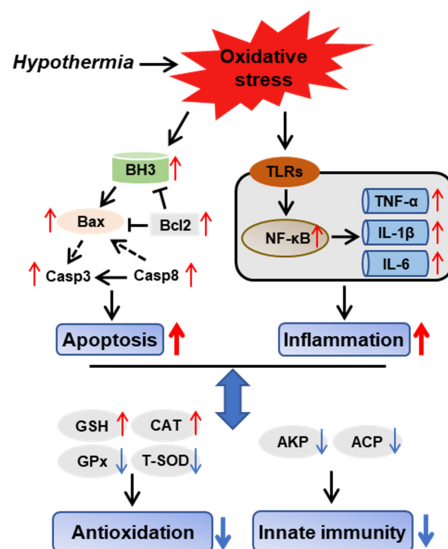 Hypothermia
Oxidative
stress
BH3
TLRs
Bax
Bcl2
Casp3
Casp8
NF-κB
TNF-α
IL-1β
IL-6
Apoptosis
Inflammation
GSH
CAT
GPx
T-SOD
AKP
ACP
Antioxidation
Innate immunity